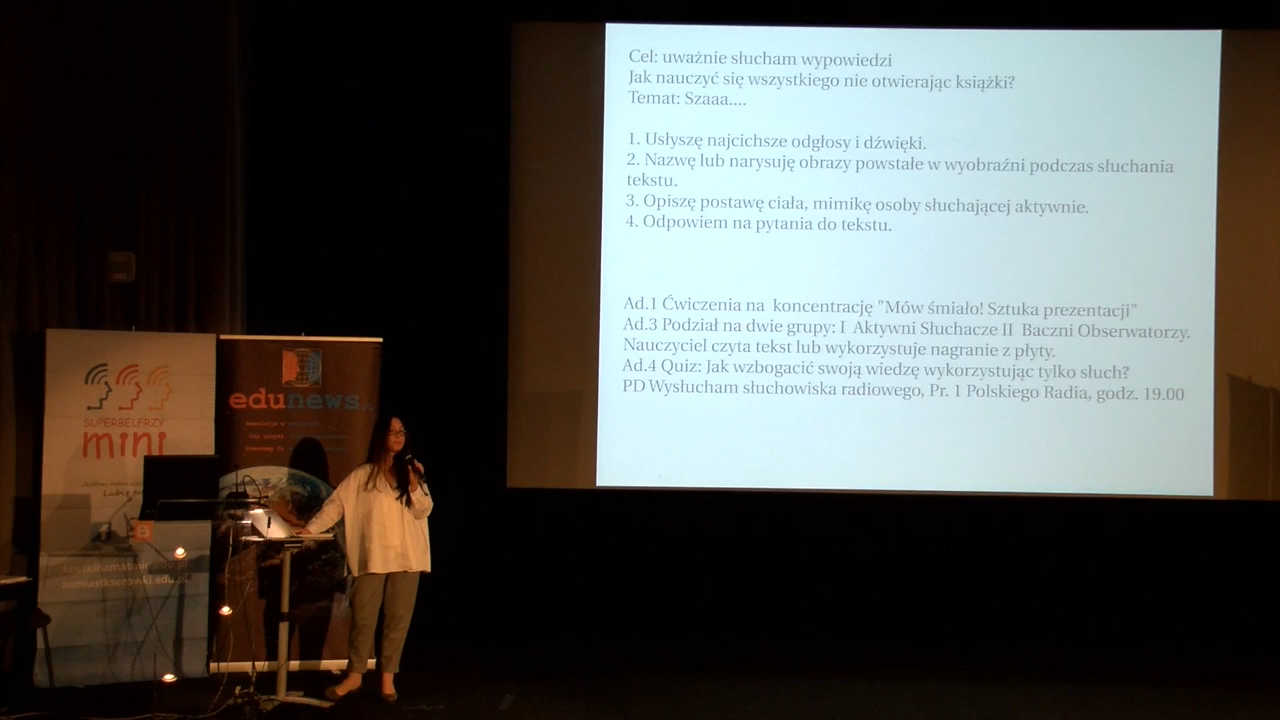 Cel: uważnie słucham wypowiedzi
Jak nauczyć się wszystkiego nie otwierając książki?
Temat: Szaaa....
1. Usłyszę najcichsze odgłosy i dźwięki.
2. Nazwę lub narysuję obrazy powstałe w wyobraźni podczas słuchania
tekstu.
3. Opiszę postawę ciała, mimikę osoby słuchającej aktywnie.
4. Odpowiem na pytania do tekstu.
Ad.1 Ćwiczenia na koncentrację "Mów śmiało! Sztuka prezentacji"
Ad.3 Podział na dwie grupy: I Aktywni Słuchacze II Baczni Obserwatorzy.
Nauczyciel czyta tekst lub wykorzystuje nagranie z płyty.
Ad.4 Quiz: Jak wzbogacić swoją wiedzę wykorzystując tylko słuch?
PD Wysłucham słuchowiska radiowego, Pr. 1 Polskiego Radia, godz. 19.00
SUPERBELFRZY
mini
edunews
zamiastkserowki.edu.pl